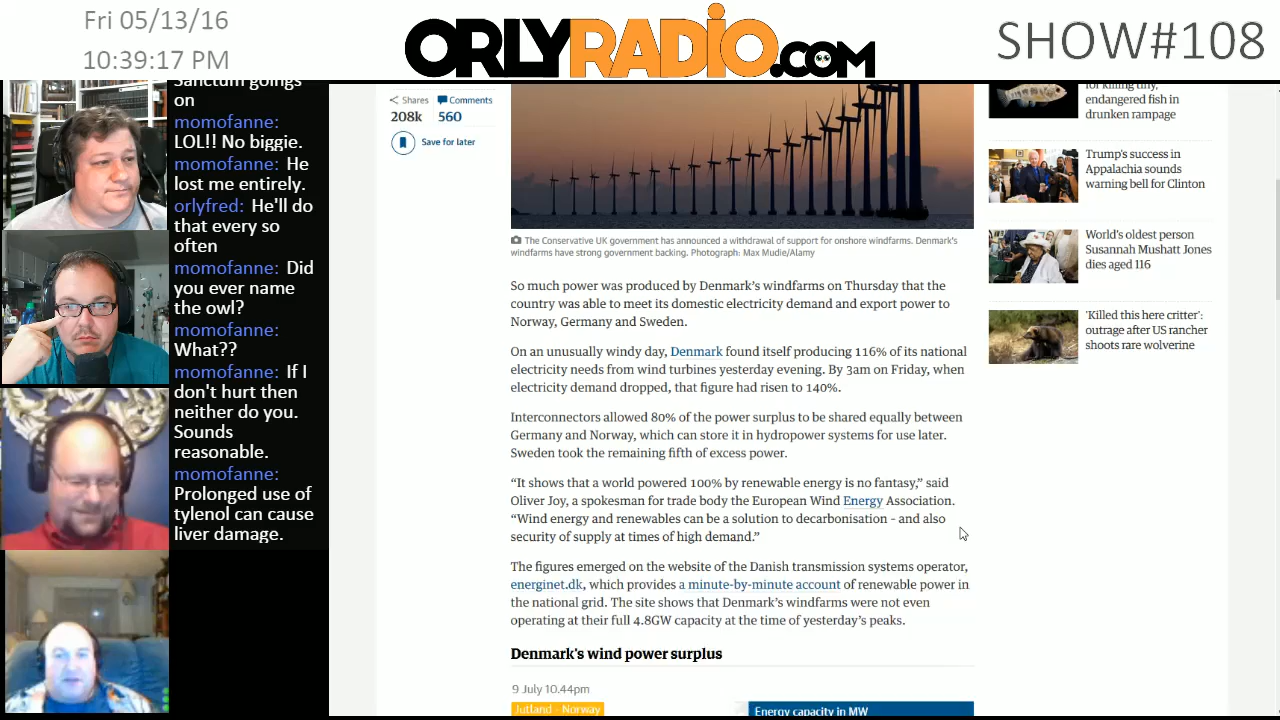 Fri 05/13/16
10:39:17 PM
ORLYRADIO.COM
SHOW#108
Sanctum goings
on
momofanne:
LOL!! No biggie.
momofanne: He
lost me entirely.
orlyfred: He'll do
that every so
often
momofanne: Did
you ever name
the owl?
momofanne:
What??
momofanne: If I
don't hurt then
neither do you.
Sounds
reasonable.
momofanne:
Prolonged use of
tylenol can cause
liver damage.
Shares
208k
Comments
560
Save for later
The Conservative UK government has announced a withdrawal of support for onshore windfarms. Denmark's
windfarms have strong government backing. Photograph: Max Mudie/Alamy
So much power was produced by Denmark's windfarms on Thursday that the
country was able to meet its domestic electricity demand and export power to
Norway, Germany and Sweden.
On an unusually windy day, Denmark found itself producing 116% of its national
electricity needs from wind turbines yesterday evening. By 3am on Friday, when
electricity demand dropped, that figure had risen to 140%.
Interconnectors allowed 80% of the power surplus to be shared equally between
Germany and Norway, which can store it in hydropower systems for use later.
Sweden took the remaining fifth of excess power.
“It shows that a world powered 100% by renewable energy is no fantasy,” said
Oliver Joy, a spokesman for trade body the European Wind Energy Association.
“Wind energy and renewables can be a solution to decarbonisation – and also
security of supply at times of high demand.”
The figures emerged on the website of the Danish transmission systems operator,
energinet.dk, which provides a minute-by-minute account of renewable power in
the national grid. The site shows that Denmark's windfarms were not even
operating at their full 4.8GW capacity at the time of yesterday's peaks.
Denmark's wind power surplus
9 July 10.44pm
Jutland - Norway
Energy capacity in MW
for killing tiny,
endangered fish in
drunken rampage
Trump's success in
Appalachia sounds
warning bell for Clinton
World's oldest person
Susannah Mushatt Jones
dies aged 116
'Killed this here critter':
outrage after US rancher
shoots rare wolverine